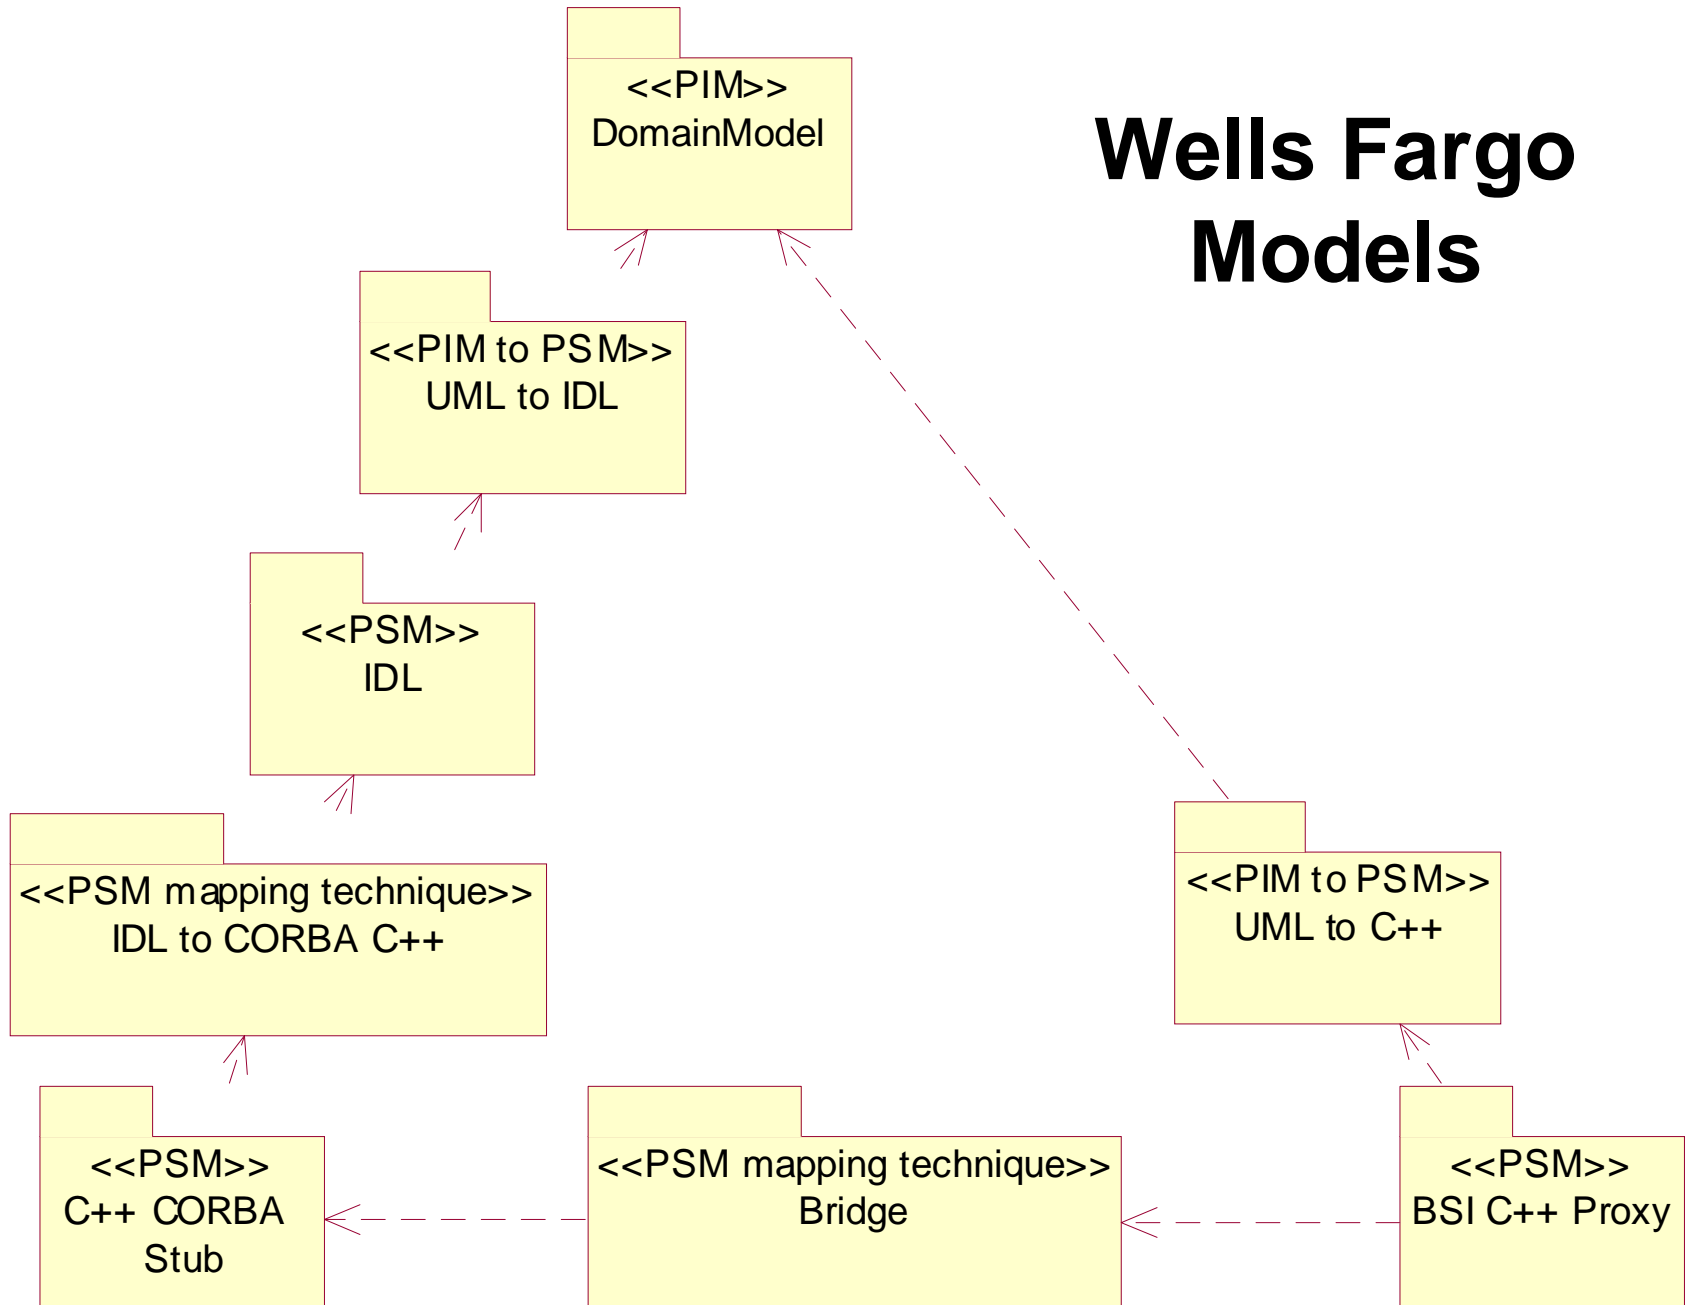 <<PIM>>
DomainModel
Wells Fargo
Models
<<PIM to PSM>>
UML to IDL
<<PSM>>
IDL
<<PSM mapping technique>>
IDL to CORBA C++
<<PIM to PSM>>
UML to C++
<<PSM>>
C++ CORBA
Stub
<<PSM mapping technique>>
Bridge
<<PSM>>
BSI C++ Proxy